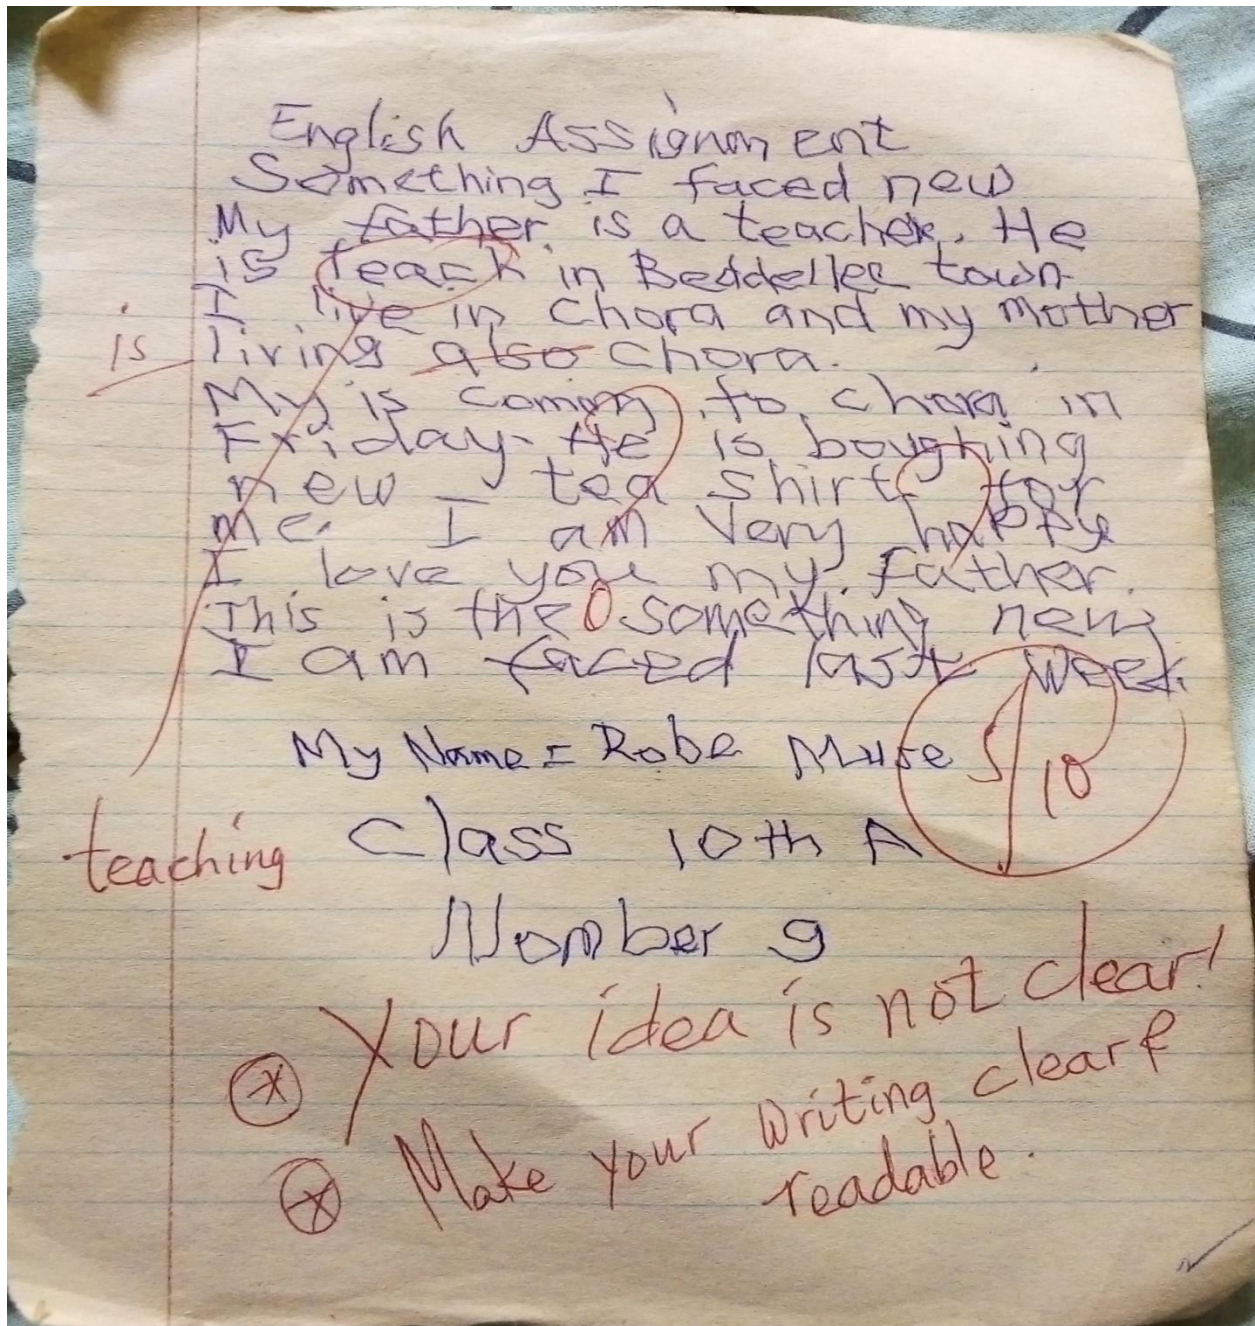 English Assignment
Something I faced new
My father is a teacher. He
is teach in Beddellee town
I live in Chora and my Mother
is living also Chora.
My is coming to chora in
Friday. He is boughing
new tea shirt for
me. I am Very happy
I love you my father.
This is the something new
I am faced last week.
My Name = Robe Muse
5/10
teaching
Class 10th A
Nomber 9
Your idea is not clear!
Make your writing clear &
readable.